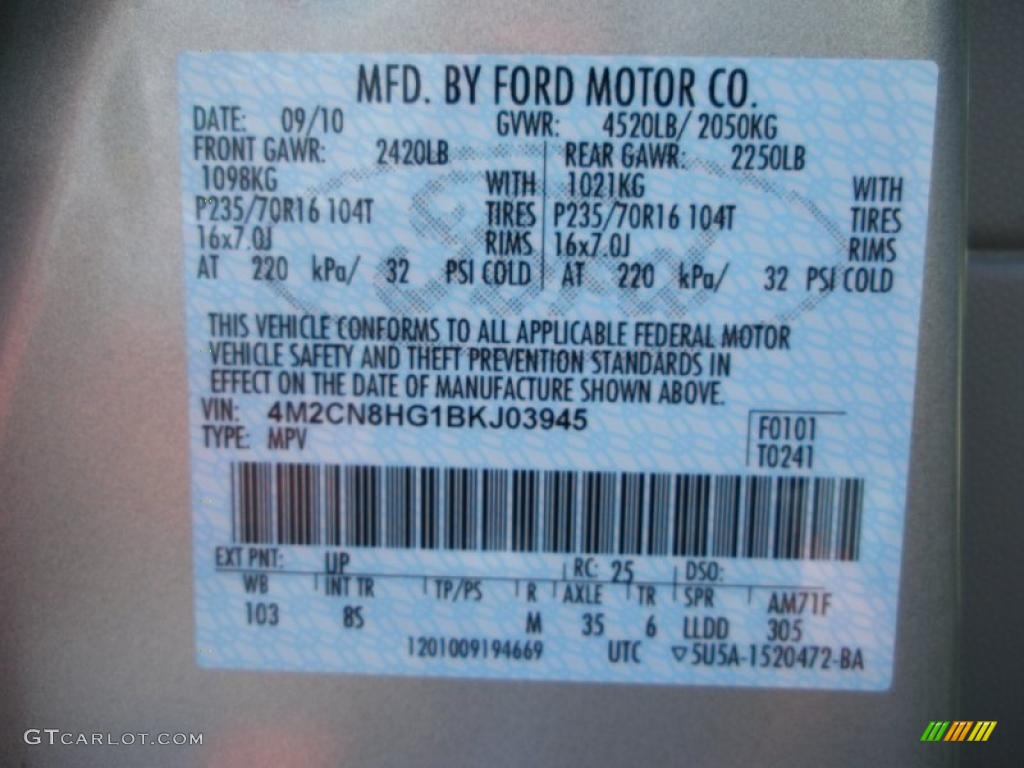 MFD. BY FORD MOTOR CO.
DATE: 09/10 GVWR: 4520LB/ 2050KG
FRONT GAWR: 2420LB REAR GAWR: 2250LB
1098KG WITH 1021KG WITH
P235/70R16 104T TIRES P235/70R16 104T TIRES
16x7.0J RIMS 16x7.0J RIMS
AT 220 kPa/ 32 PSI COLD AT 220 kPa/ 32 PSI COLD
THIS VEHICLE CONFORMS TO ALL APPLICABLE FEDERAL MOTOR
VEHICLE SAFETY AND THEFT PREVENTION STANDARDS IN
EFFECT ON THE DATE OF MANUFACTURE SHOWN ABOVE.
VIN: 4M2CN8HG1BKJ03945 F0101
TYPE: MPV T0241
EXT PNT: UP RC: 25 DSO:
WB INT TR TP/PS R AXLE TR SPR AM71F
103 8S M 35 6 LLDD 305
1201009194669 UTC ▽5U5A-1520472-BA
Ford
GTCARLOT.COM